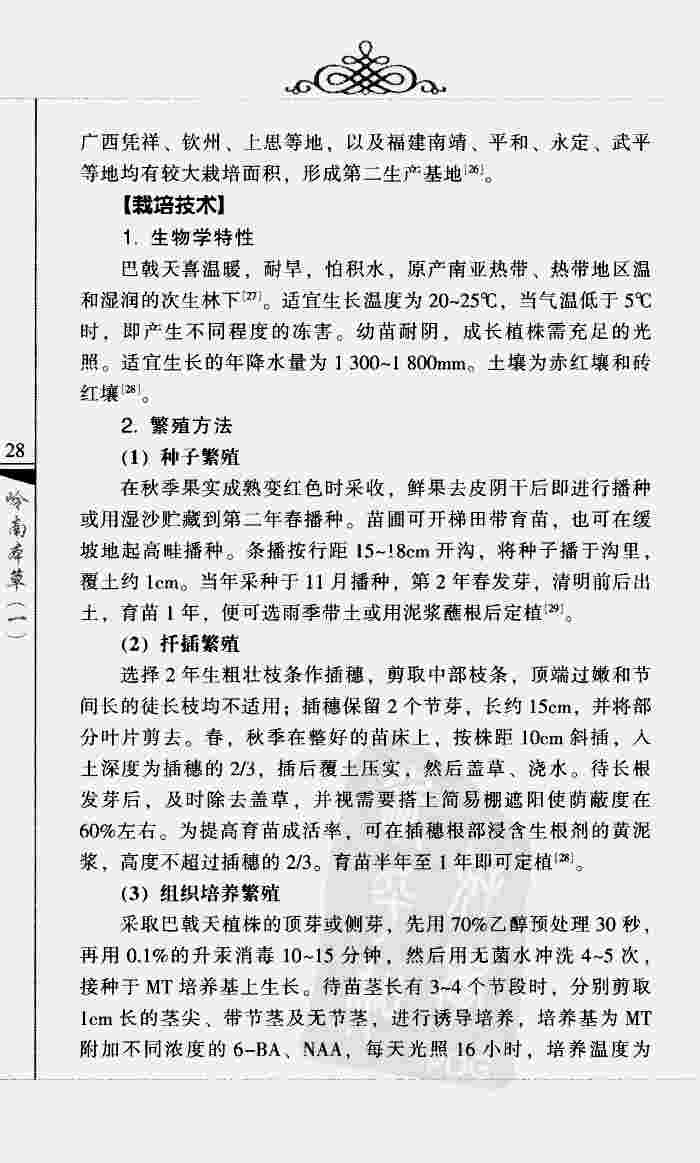 广西凭祥、钦州、上思等地，以及福建南靖、平和、永定、武平
等地均有较大栽培面积，形成第二生产基地[26]。
【栽培技术】
1. 生物学特性
巴戟天喜温暖，耐旱，怕积水，原产南亚热带、热带地区温
和湿润的次生林下[27]。适宜生长温度为 20~25℃，当气温低于 5℃
时，即产生不同程度的冻害。幼苗耐阴，成长植株需充足的光
照。适宜生长的年降水量为 1 300~1 800mm。土壤为赤红壤和砖
红壤[28]。
2. 繁殖方法
(1) 种子繁殖
在秋季果实成熟变红色时采收，鲜果去皮阴干后即进行播种
或用湿沙贮藏到第二年春播种。苗圃可开梯田带育苗，也可在缓
坡地起高畦播种。条播按行距 15~18cm 开沟，将种子播于沟里，
覆土约 1cm。当年采种于 11 月播种，第 2 年春发芽，清明前后出
土，育苗 1 年，便可选雨季带土或用泥浆蘸根后定植[29]。
(2) 扦插繁殖
选择 2 年生粗壮枝条作插穗，剪取中部枝条，顶端过嫩和节
间长的徒长枝均不适用；插穗保留 2 个节芽，长约 15cm，并将部
分叶片剪去。春，秋季在整好的苗床上，按株距 10cm 斜插，入
土深度为插穗的 2/3，插后覆土压实，然后盖草、浇水。待长根
发芽后，及时除去盖草，并视需要搭上简易棚遮阳使荫蔽度在
60%左右。为提高育苗成活率，可在插穗根部浸含生根剂的黄泥
浆，高度不超过插穗的 2/3。育苗半年至 1 年即可定植[28]。
(3) 组织培养繁殖
采取巴戟天植株的顶芽或侧芽，先用 70%乙醇预处理 30 秒，
再用 0.1%的升汞消毒 10~15 分钟，然后用无菌水冲洗 4~5 次，
接种于 MT 培养基上生长。待苗茎长有 3~4 个节段时，分别剪取
1cm 长的茎尖、带节茎及无节茎，进行诱导培养，培养基为 MT
附加不同浓度的 6-BA、NAA，每天光照 16 小时，培养温度为
28
岭南本草（一）